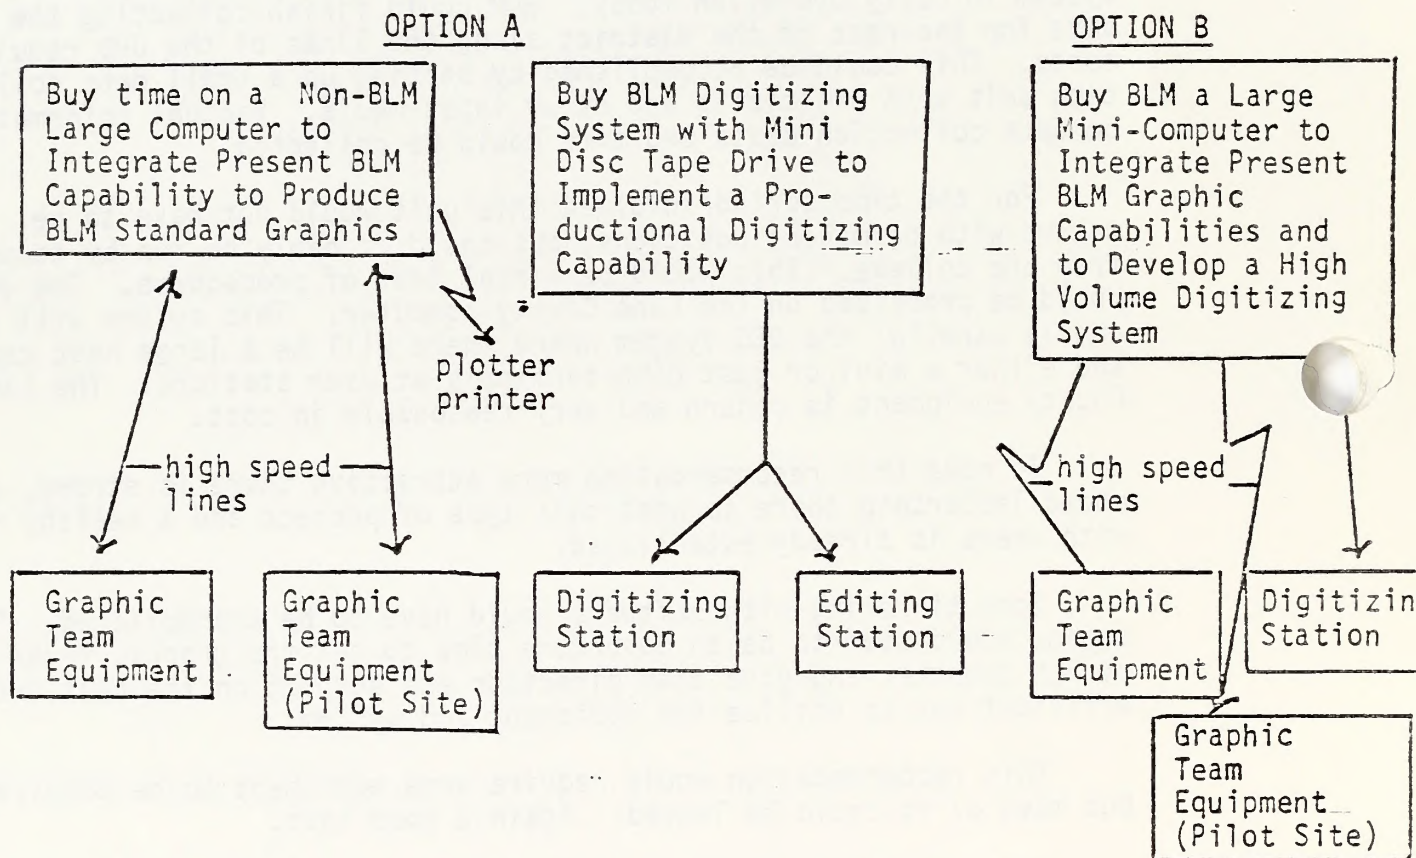 OPTION A
OPTION B
Buy time on a Non-BLM
Large Computer to
Integrate Present BLM
Capability to Produce
BLM Standard Graphics
Buy BLM Digitizing
System with Mini
Disc Tape Drive to
Implement a Pro-
ductional Digitizing
Capability
Buy BLM a Large
Mini-Computer to
Integrate Present
BLM Graphic
Capabilities and
to Develop a High
Volume Digitizing
System
plotter
printer
high speed
lines
high speed
lines
Graphic
Team
Equipment
Graphic
Team
Equipment
(Pilot Site)
Digitizing
Station
Editing
Station
Graphic
Team
Equipment
Digitizin
Station
Graphic
Team
Equipment
(Pilot Site)